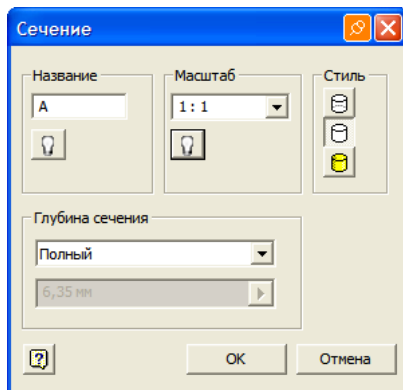 Сечение
Название
Масштаб
Стиль
A
1 : 1
Глубина сечения
Полный
6,35 мм
?
OK
Отмена